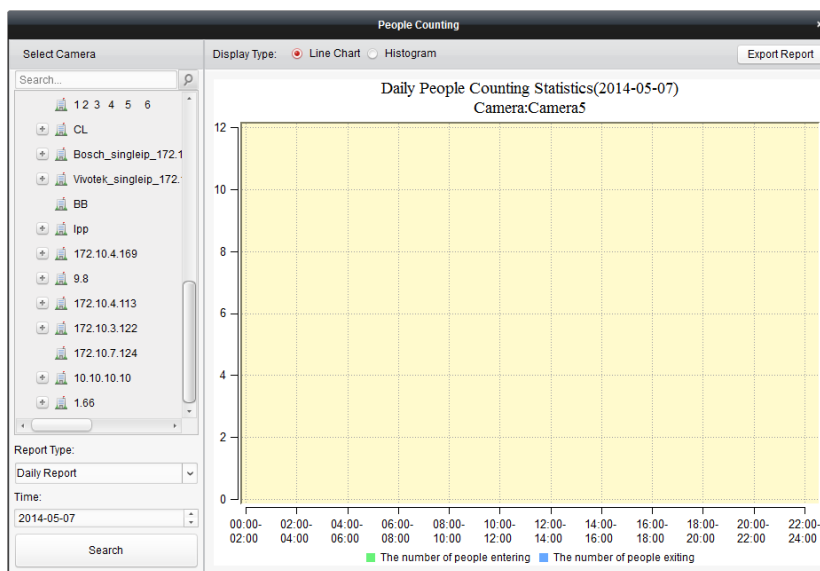 People Counting
Select Camera
Display Type: Line Chart Histogram
Export Report
Search...
1 2 3 4 5 6
CL
Bosch_singleip_172.1
Vivotek_singleip_172.
BB
lpp
172.10.4.169
9.8
172.10.4.113
172.10.3.122
172.10.7.124
10.10.10.10
1.66
Report Type:
Daily Report
Time:
2014-05-07
Search
Daily People Counting Statistics(2014-05-07)
Camera:Camera5
12
10
8
6
4
2
0
00:00- 02:00- 04:00- 06:00- 08:00- 10:00- 12:00- 14:00- 16:00- 18:00- 20:00- 22:00-
02:00 04:00 06:00 08:00 10:00 12:00 14:00 16:00 18:00 20:00 22:00 24:00
The number of people entering The number of people exiting